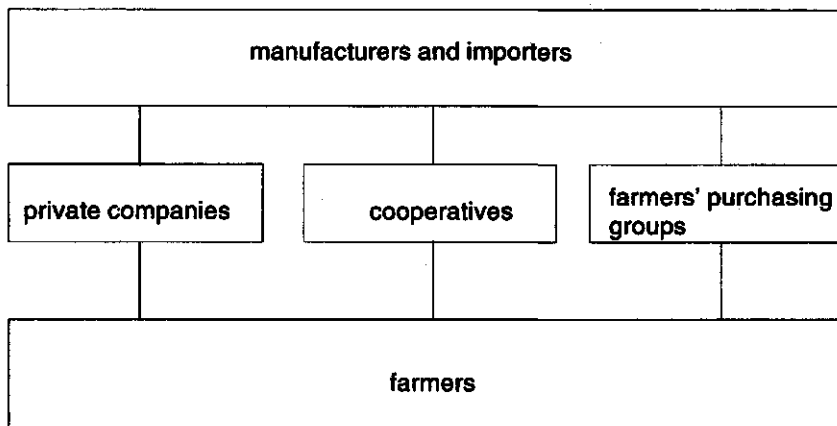 manufacturers and importers
private companies
cooperatives
farmers' purchasing
groups
farmers